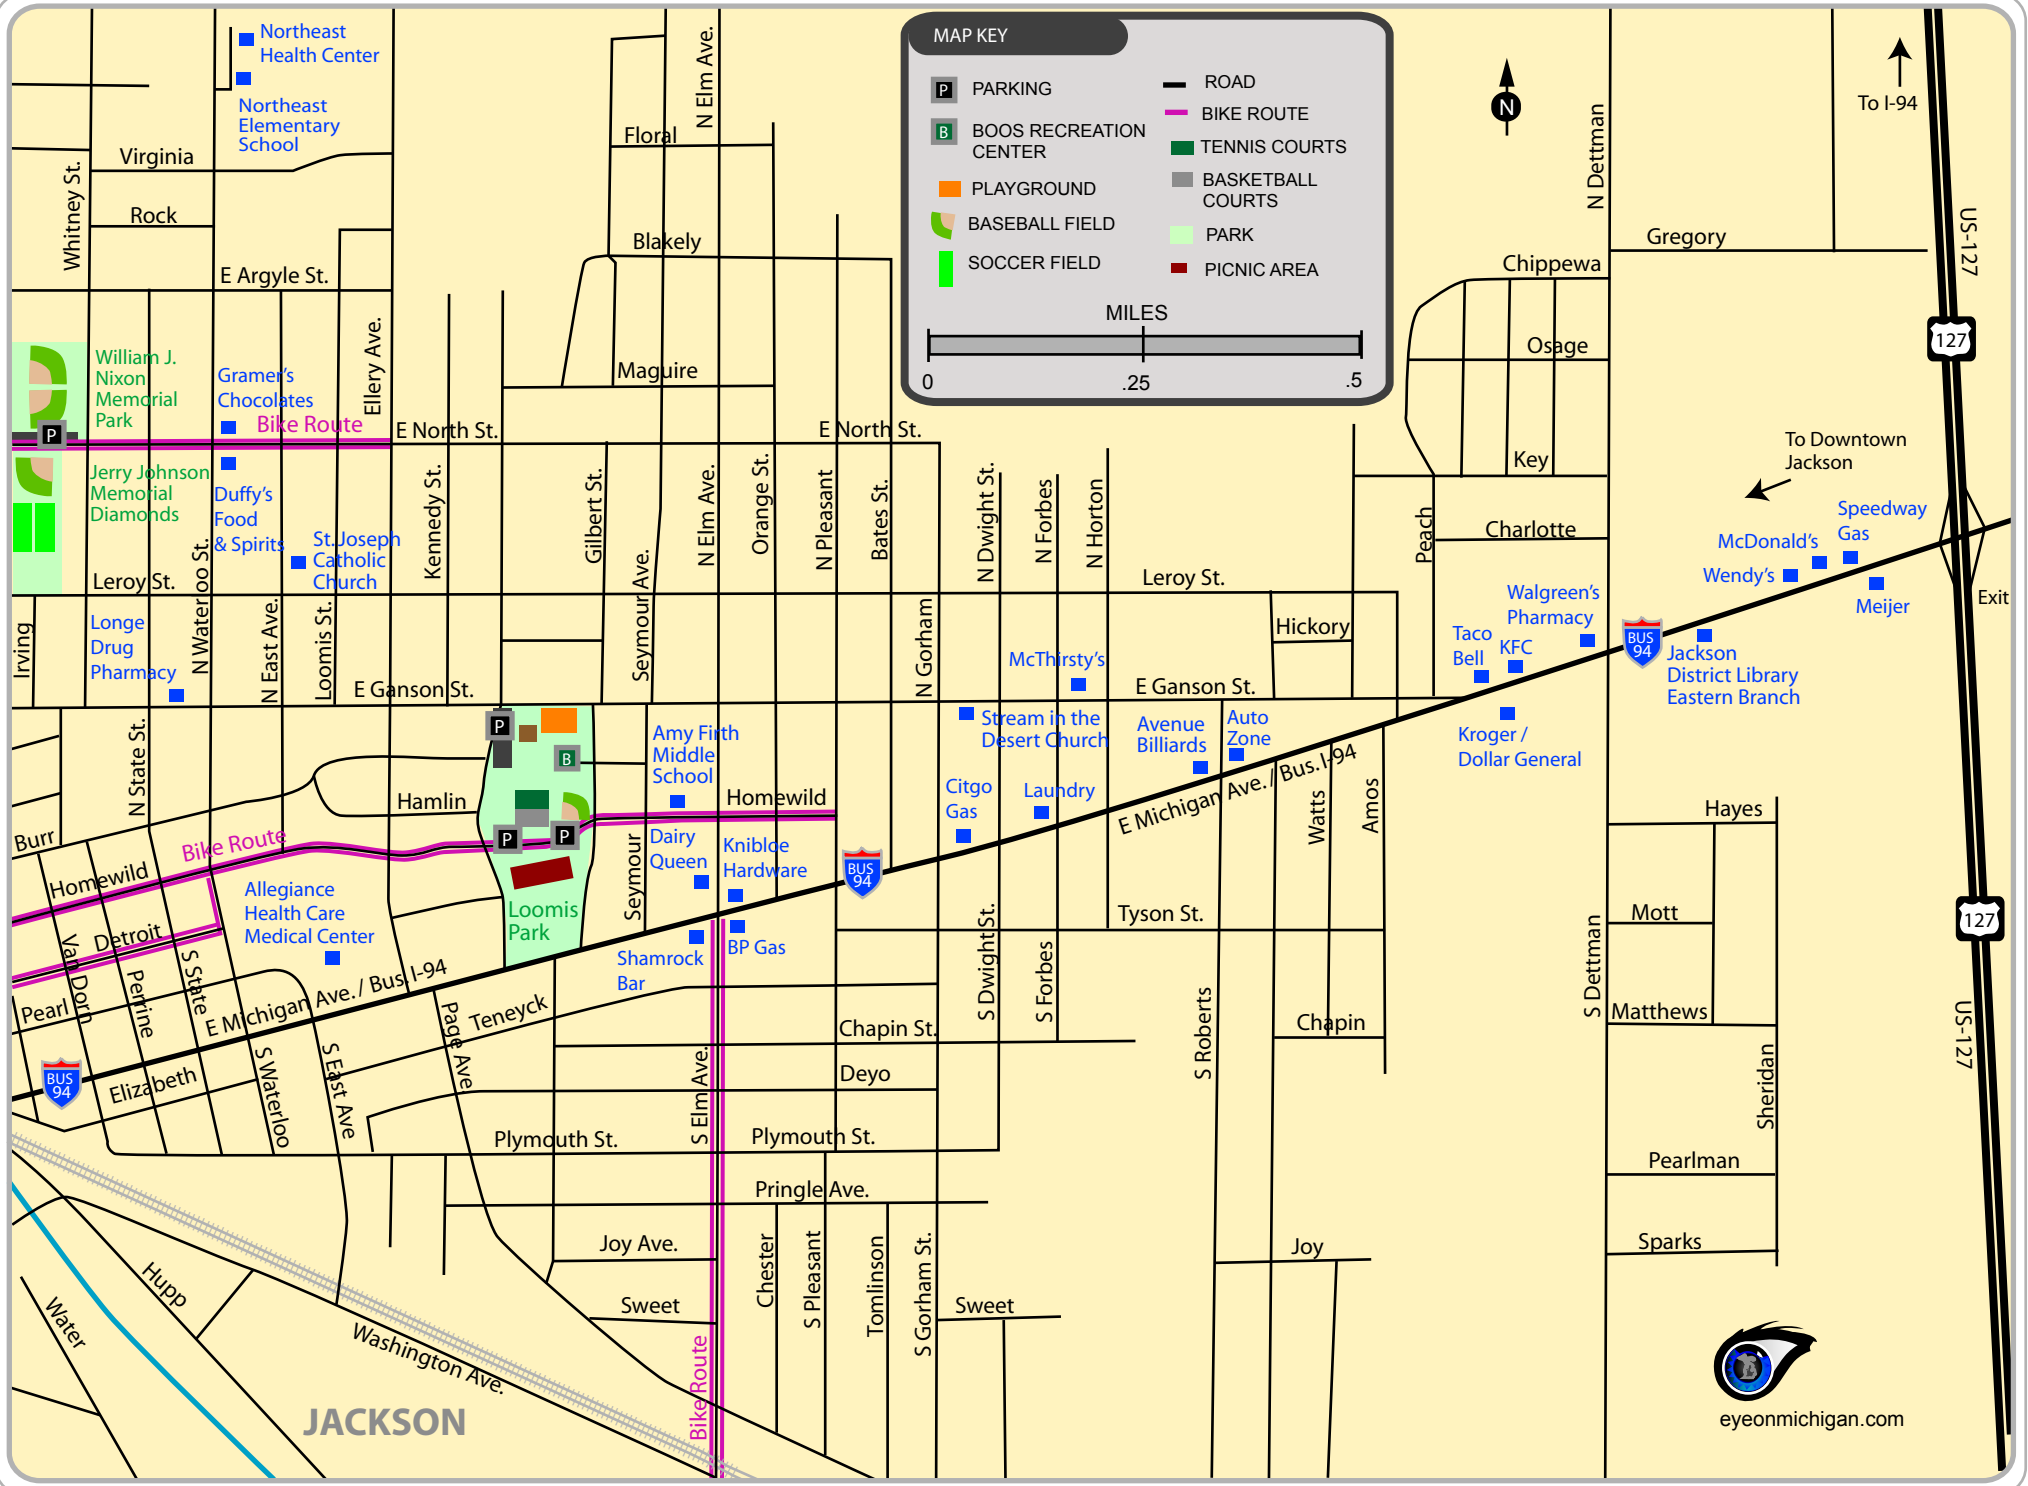 Northeast
Health Center
Northeast
Elementary
School
Virginia
Rock
Whitney St.
E Argyle St.
Ellery Ave.
N Elm Ave.
Floral
Blakely
Maguire
MAP KEY
P PARKING
B BOOS RECREATION
CENTER
PLAYGROUND
BASEBALL FIELD
SOCCER FIELD
ROAD
BIKE ROUTE
TENNIS COURTS
BASKETBALL
COURTS
PARK
PICNIC AREA
MILES
0 .25 .5
N
N Dettman
To I-94
US-127
Gregory
Chippewa
Osage
127
Key
Charlotte
Peach
To Downtown
Jackson
William J.
Nixon
Memorial
Park
Gramer's
Chocolates
Bike Route
P
E North St.
E North St.
Jerry Johnson
Memorial
Diamonds
Duffy's
Food
& Spirits
St. Joseph
Catholic
Church
Kennedy St.
Gilbert St.
Seymour Ave.
N Elm Ave.
Orange St.
N Pleasant
Bates St.
N Dwight St.
N Forbes
N Horton
Leroy St.
Leroy St.
Irving
Longe
Drug
Pharmacy
N Waterloo St.
N East Ave.
Loomis St.
E Ganson St.
N Gorham
McThirsty's
E Ganson St.
Hickory
Taco
Bell
KFC
Walgreen's
Pharmacy
BUS
94
Jackson
District Library
Eastern Branch
McDonald's
Wendy's
Speedway
Gas
Meijer
Exit
Kroger /
Dollar General
N State St.
Hamlin
P
B
P
P
Loomis
Park
Amy Firth
Middle
School
Homewild
Dairy
Queen
Knibloe
Hardware
Seymour
Stream in the
Desert Church
Citgo
Gas
Laundry
Avenue
Billiards
Auto
Zone
E Michigan Ave. / Bus. I-94
Watts
Amos
BUS
94
Burr
Homewild
Bike Route
Detroit
Allegiance
Health Care
Medical Center
Van Dorn
Perrine
S State
Pearl
E Michigan Ave. / Bus. I-94
BUS
94
Elizabeth
S Waterloo
S East Ave
Page Ave
Teneyck
Shamrock
Bar
BP Gas
Tyson St.
S Dwight St.
S Forbes
Chapin St.
Deyo
S Elm Ave.
Plymouth St.
Plymouth St.
Pringle Ave.
Joy Ave.
Sweet
Bike Route
Chester
S Pleasant
Tomlinson
S Gorham St.
Sweet
S Roberts
Chapin
Joy
S Dettman
Hayes
Mott
Matthews
Sheridan
Pearlman
Sparks
127
US-127
Hupp
Water
Washington Ave.
JACKSON
eyeonmichigan.com